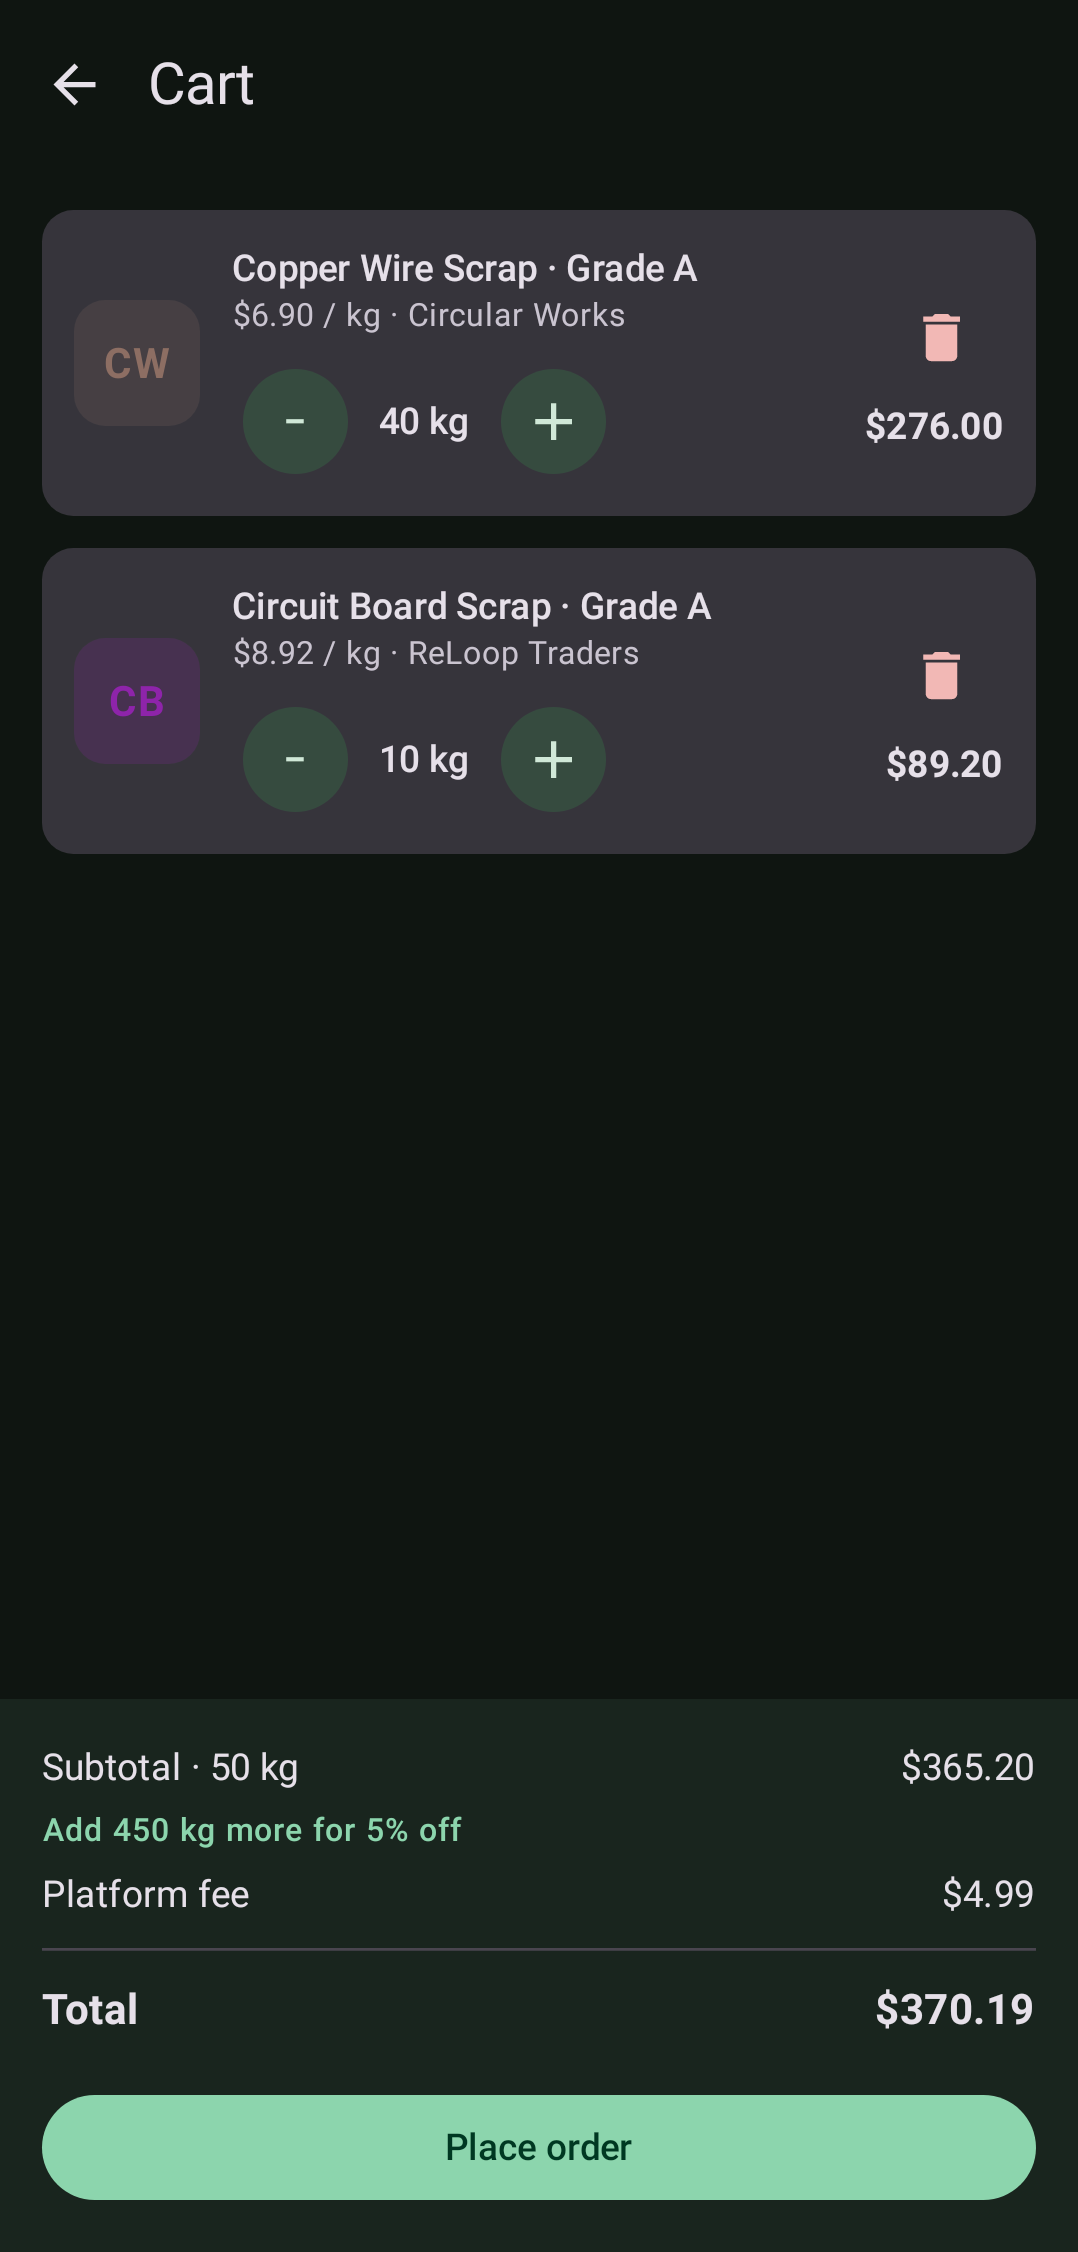 Cart
Copper Wire Scrap · Grade A
$6.90 / kg · Circular Works
CW
- 40 kg +
$276.00
Circuit Board Scrap · Grade A
$8.92 / kg · ReLoop Traders
CB
- 10 kg +
$89.20
Subtotal · 50 kg $365.20
Add 450 kg more for 5% off
Platform fee $4.99
Total $370.19
Place order